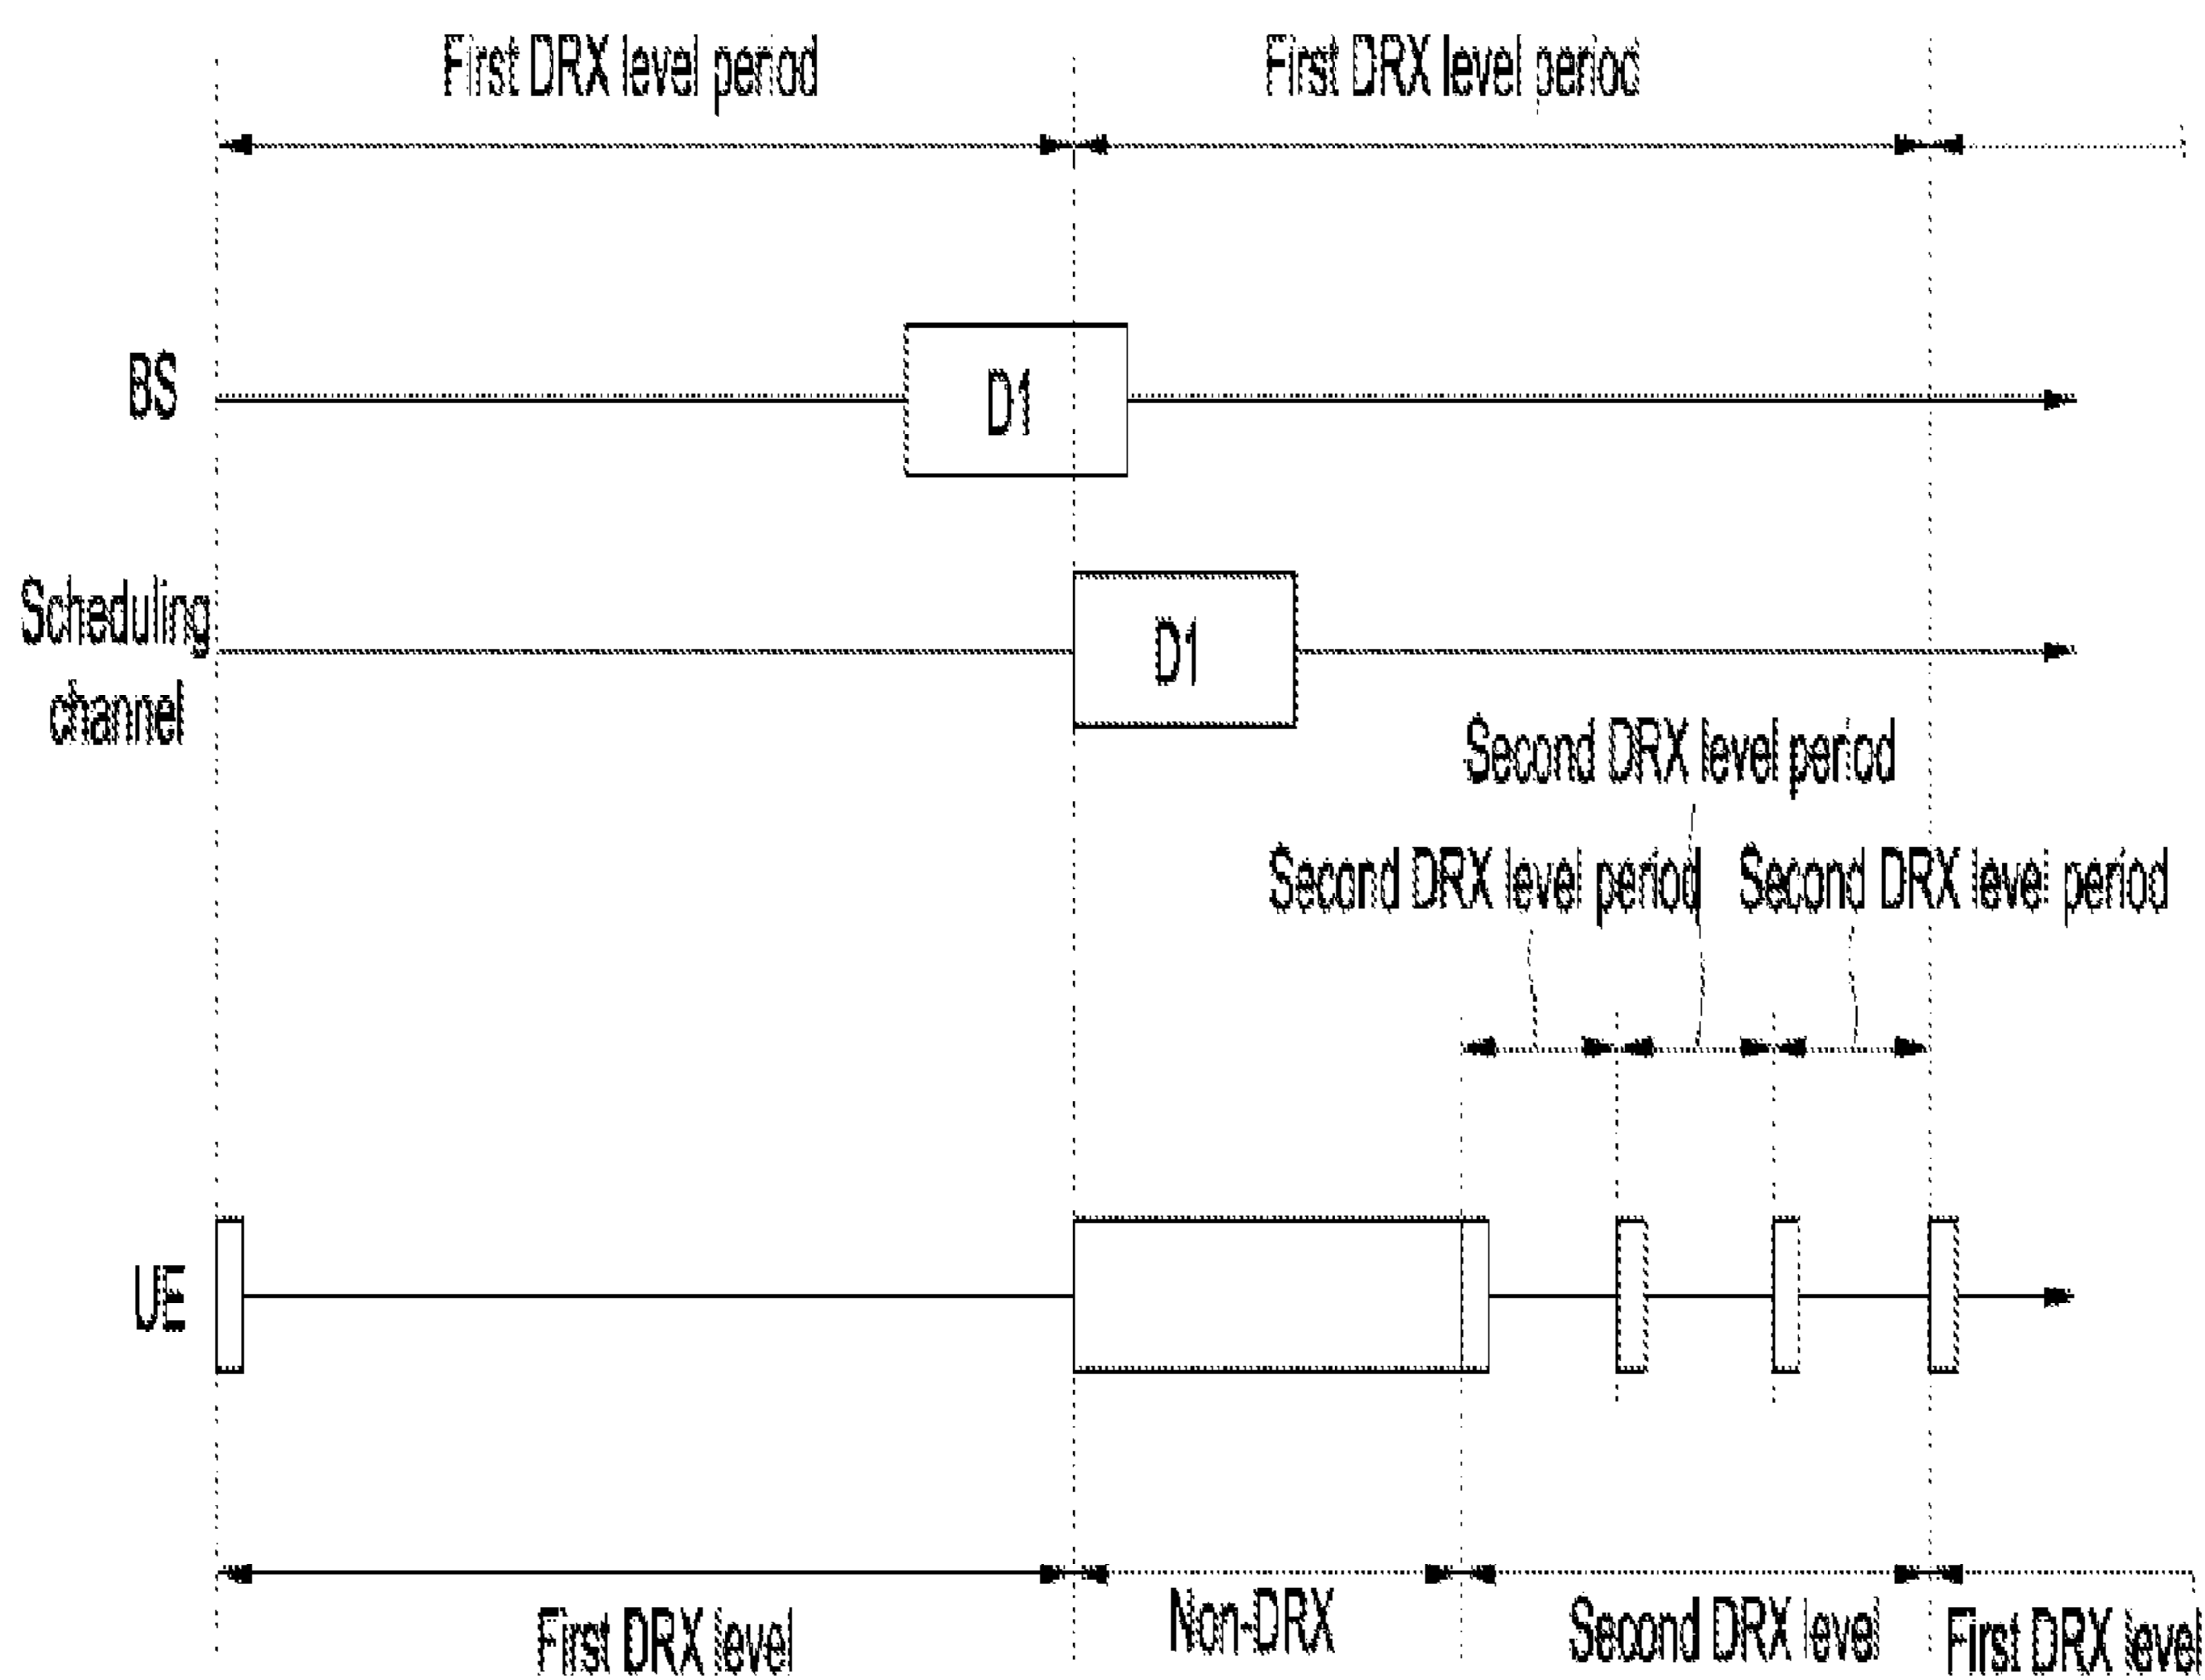 First DRX level period
First DRX level period
BS
D1
Scheduling
channel
D1
Second DRX level period
Second DRX level period
Second DRX level period
UE
First DRX level
Non-DRX
Second DRX level
First DRX level